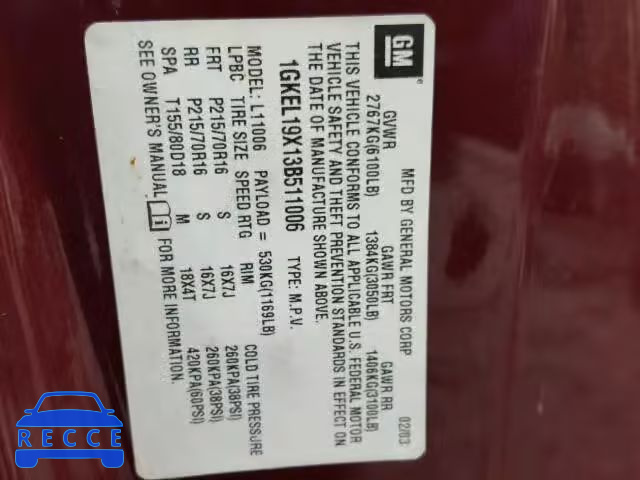 GM
®
MFD BY GENERAL MOTORS CORP 02/03
GVWR GAWR FRT GAWR RR
2767KG(6100LB) 1384KG(3050LB) 1406KG(3100LB)
THIS VEHICLE CONFORMS TO ALL APPLICABLE U.S. FEDERAL MOTOR
VEHICLE SAFETY AND THEFT PREVENTION STANDARDS IN EFFECT ON
THE DATE OF MANUFACTURE SHOWN ABOVE.
1GKEL19X13B511006 TYPE: M.P.V.
MODEL: L11006 PAYLOAD = 530KG(1169LB)
LPBC TIRE SIZE SPEED RTG RIM COLD TIRE PRESSURE
FRT P215/70R16 S 16X7J 260KPA(38PSI)
RR P215/70R16 S 16X7J 260KPA(38PSI)
SPA T155/80D18 M 18X4T 420KPA(60PSI)
SEE OWNER'S MANUAL FOR MORE INFORMATION.
RECCE